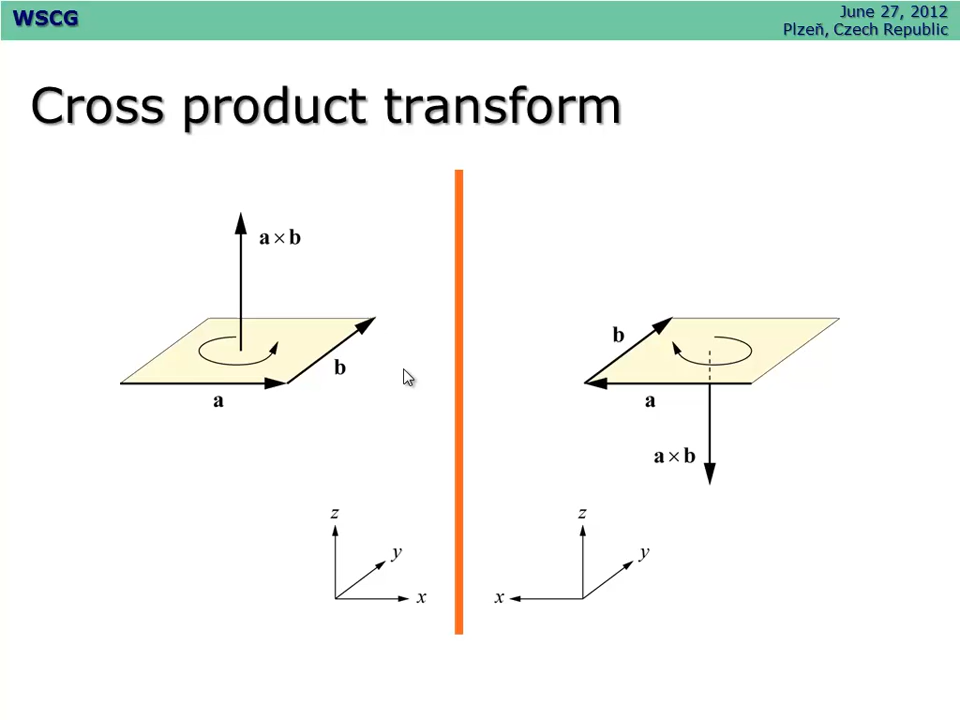 WSCG
June 27, 2012
Plzeň, Czech Republic
Cross product transform
a × b
b
a
b
a
a × b
z
y
x
z
y
x